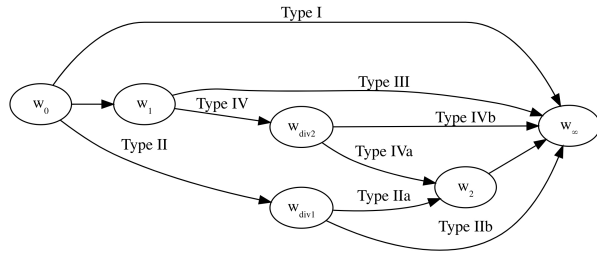 Type I
w0
w1
Type III
Type IV
wdiv2
Type IVb
w∞
Type II
Type IVa
w2
wdiv1
Type IIa
Type IIb